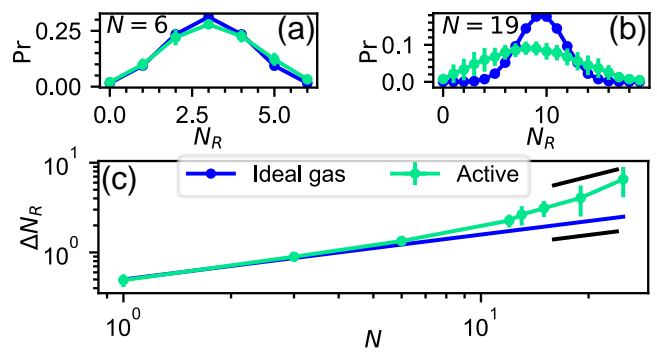 N = 6 (a)
N = 19 (b)
Pr
0.25
0.00
0.0 2.5 5.0
N_R
Pr
0.1
0.0
0 10
N_R
(c) Ideal gas Active
ΔN_R
10^1
10^0
10^0 10^1
N